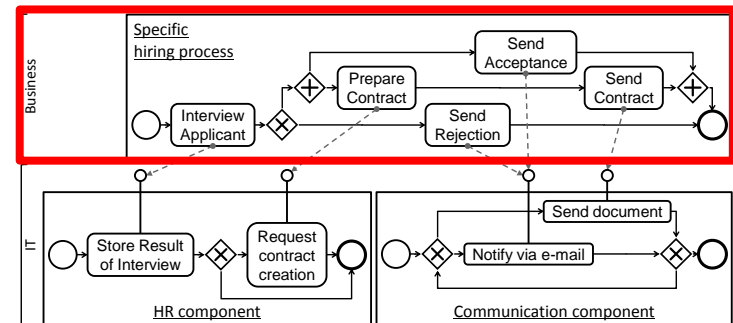 Specific
hiring process
Business
Send
Acceptance
Prepare
Contract
Send
Contract
Interview
Applicant
Send
Rejection
IT
Store Result
of Interview
Request
contract
creation
HR component
Send document
Notify via e-mail
Communication component